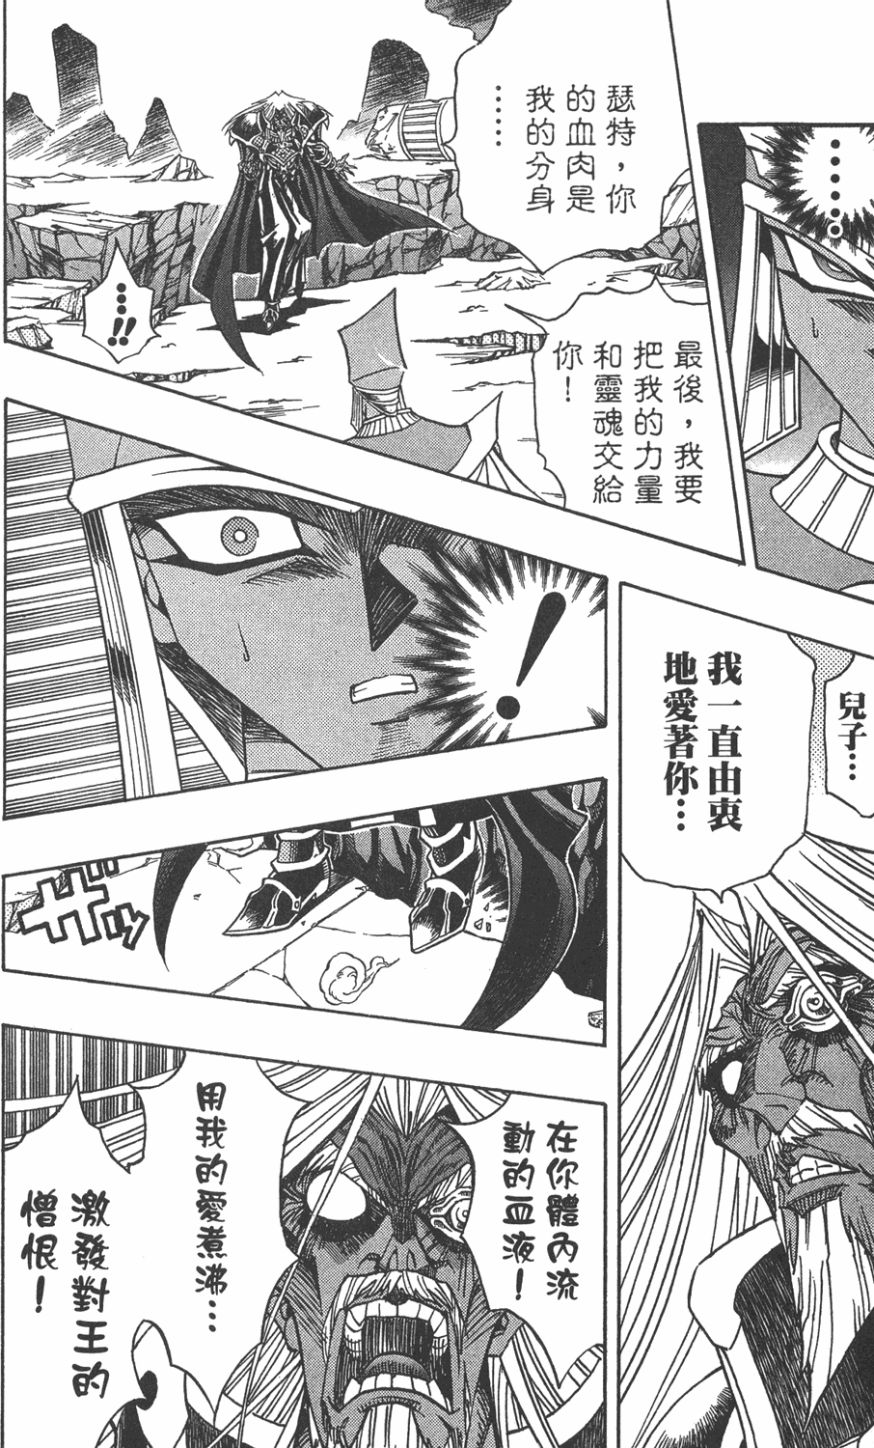 ……
瑟特，你
的血肉是
我的分身
……
最後，我要
把我的力量
和靈魂交給
你！
…!!
！
兒子…
我一直由衷
地愛著你…
ザッ
在你體內流
動的血液！
用我的愛煮沸…
激發對王的
憎恨！